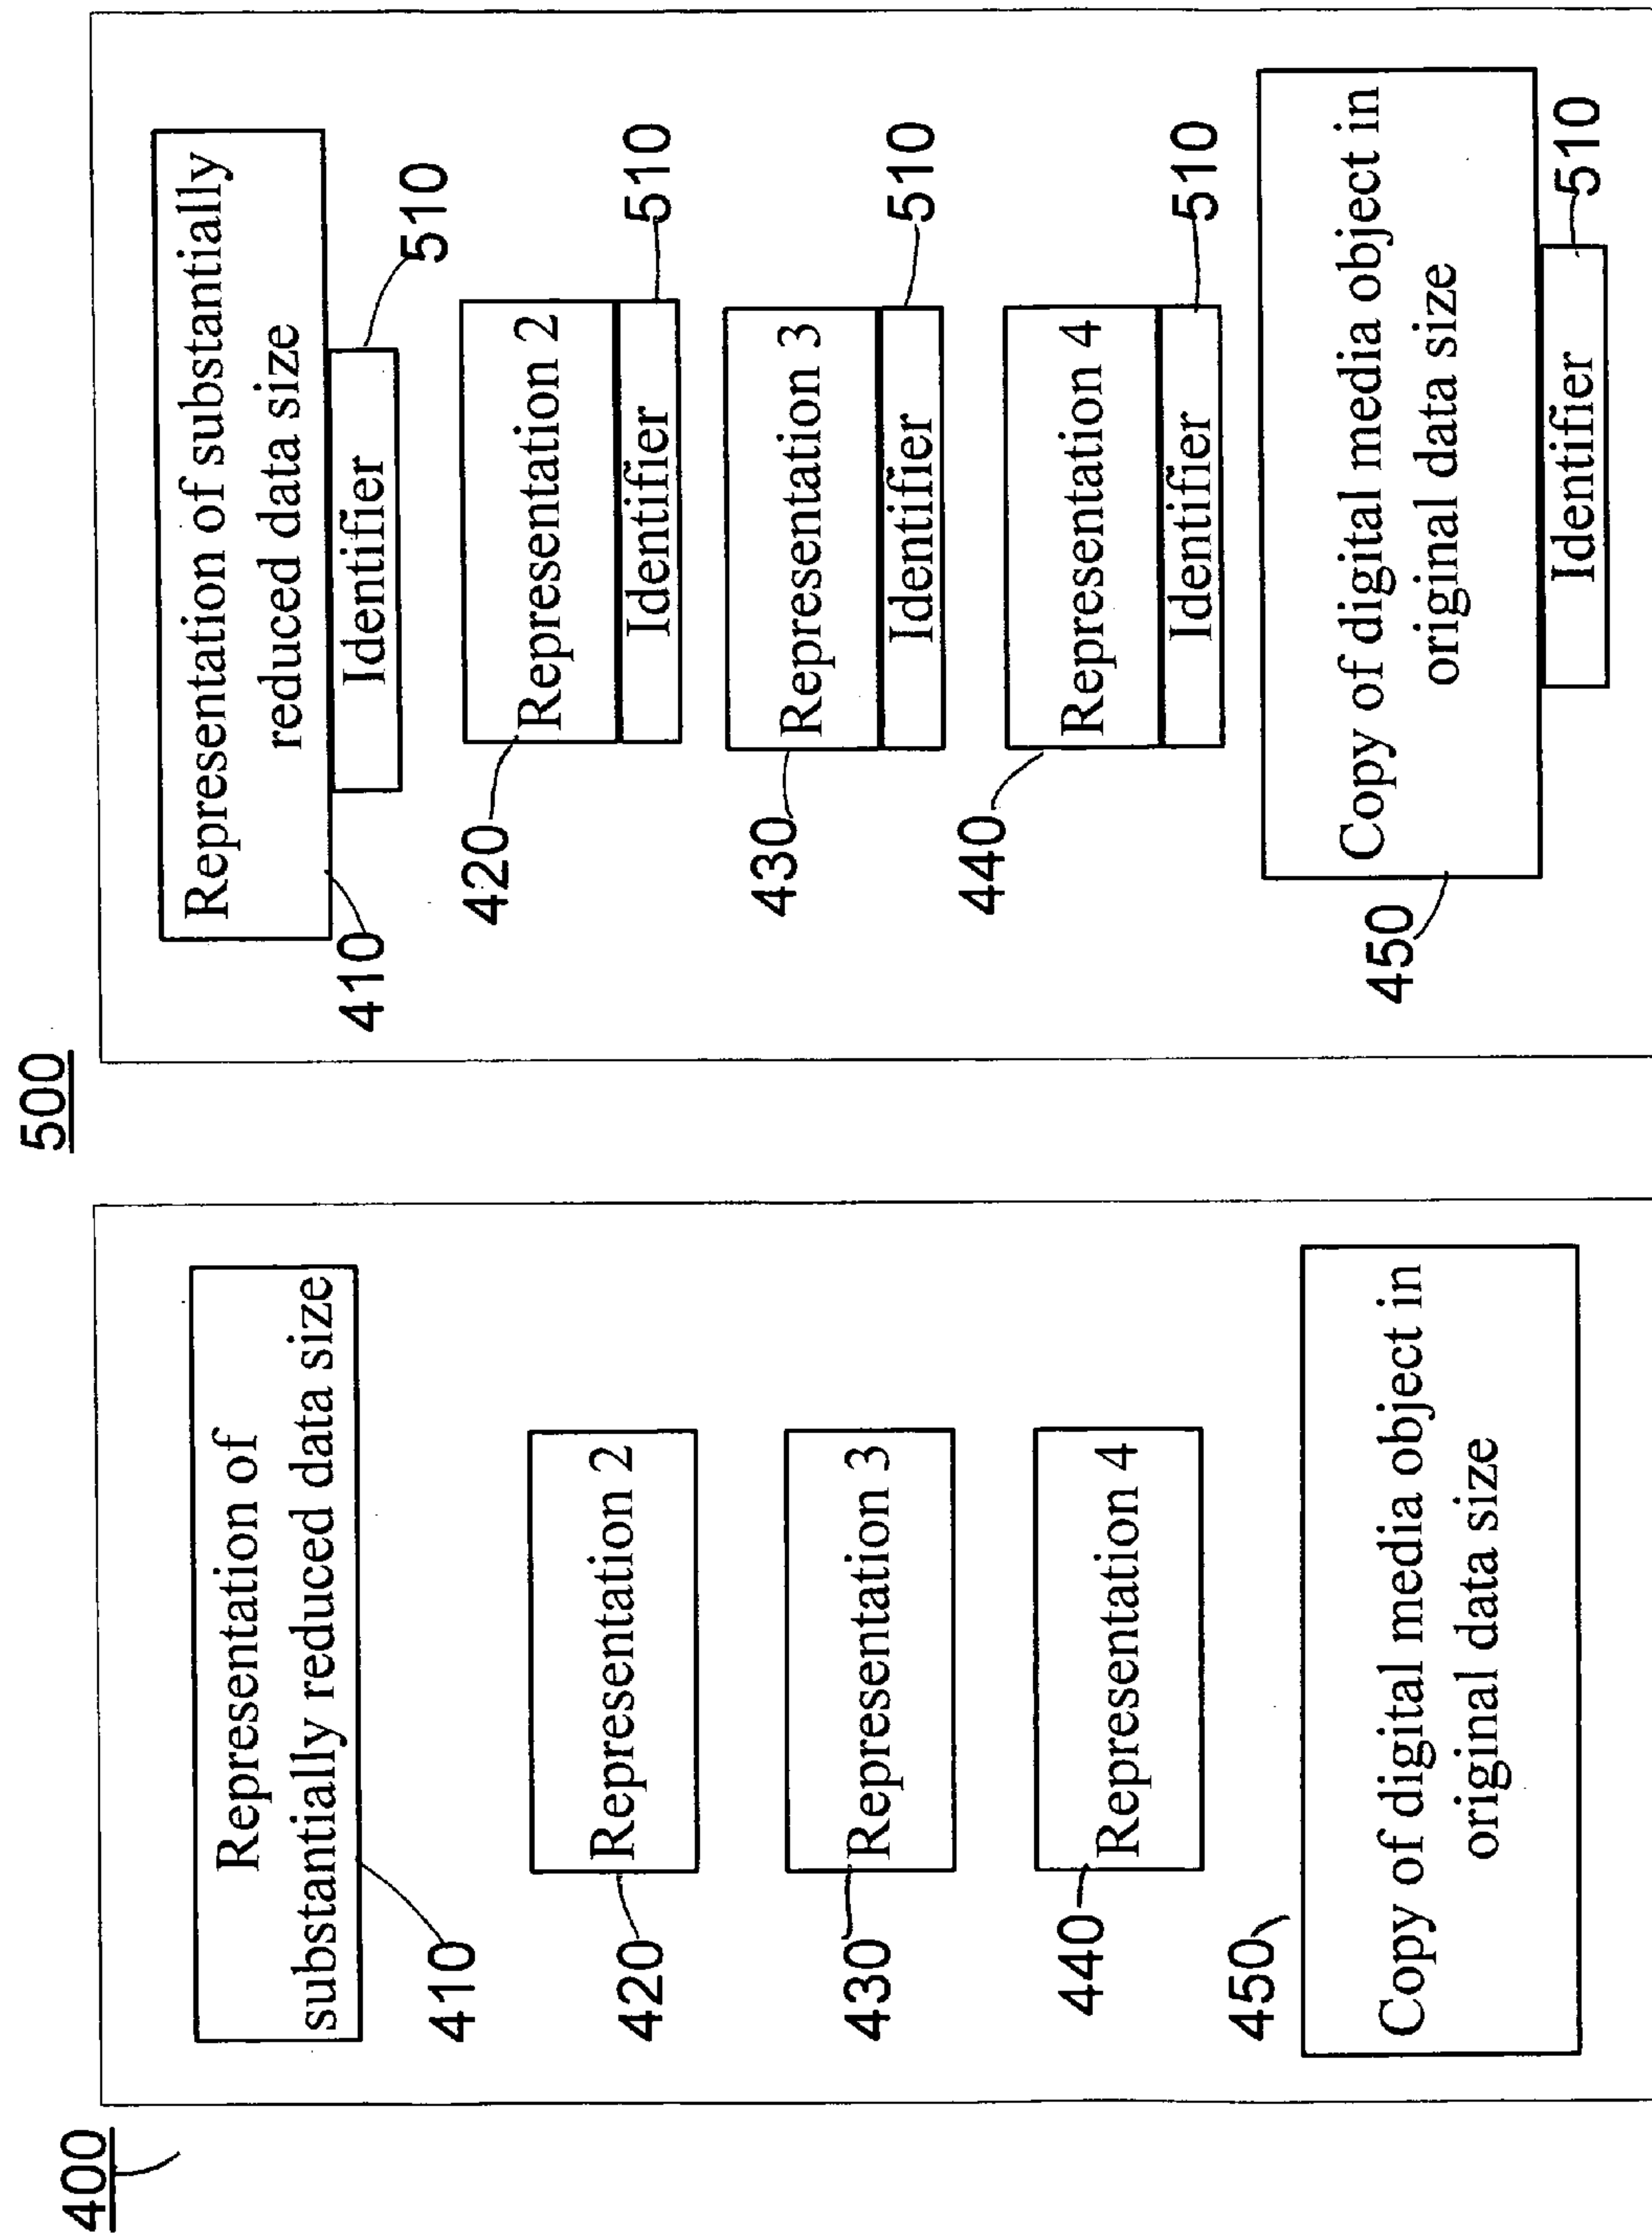 400
Representation of
substantially reduced data size
410
Representation 2
420
Representation 3
430
Representation 4
440
450
Copy of digital media object in
original data size
500
Representation of substantially
reduced data size
410
Identifier
510
Representation 2
420
Identifier
510
Representation 3
430
Identifier
510
Representation 4
440
Identifier
510
Copy of digital media object in
original data size
450
Identifier
510